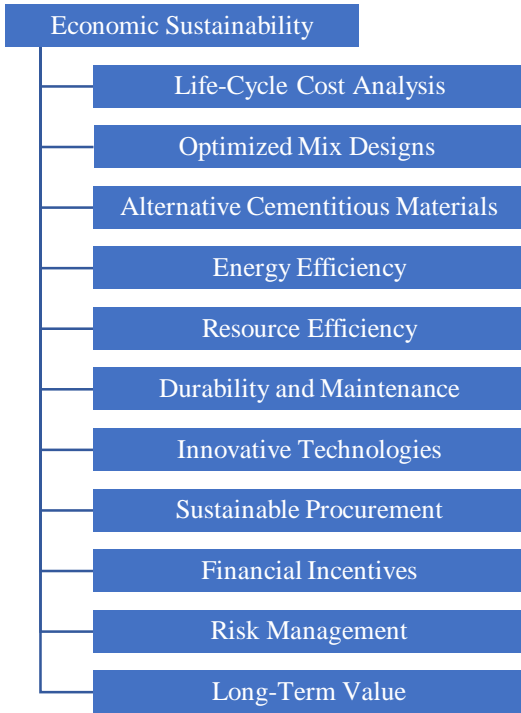 Economic Sustainability
Life-Cycle Cost Analysis
Optimized Mix Designs
Alternative Cementitious Materials
Energy Efficiency
Resource Efficiency
Durability and Maintenance
Innovative Technologies
Sustainable Procurement
Financial Incentives
Risk Management
Long-Term Value